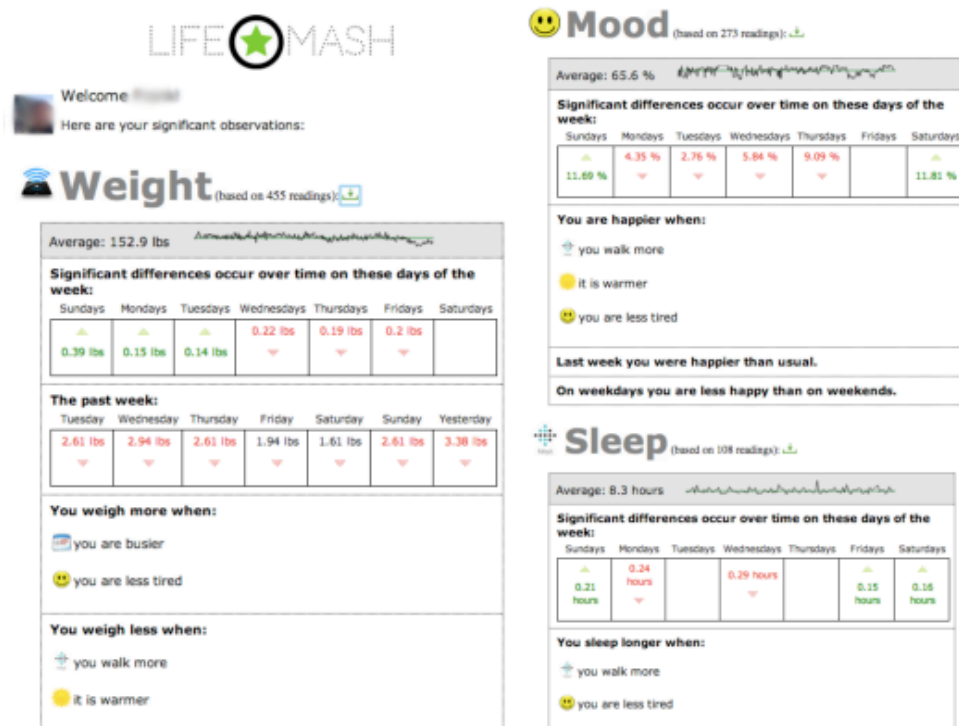 LIFE MASH
Welcome
Here are your significant observations:
Weight (based on 455 readings):
Average: 152.9 lbs
Significant differences occur over time on these days of the
week:
Sundays Mondays Tuesdays Wednesdays Thursdays Fridays Saturdays
0.22 lbs 0.19 lbs 0.2 lbs
0.39 lbs 0.15 lbs 0.14 lbs
The past week:
Tuesday Wednesday Thursday Friday Saturday Sunday Yesterday
2.61 lbs 2.94 lbs 2.61 lbs 1.94 lbs 1.61 lbs 2.61 lbs 3.38 lbs
You weigh more when:
you are busier
you are less tired
You weigh less when:
you walk more
it is warmer
Mood (based on 273 readings):
Average: 65.6 %
Significant differences occur over time on these days of the
week:
Sundays Mondays Tuesdays Wednesdays Thursdays Fridays Saturdays
4.35 % 2.76 % 5.84 % 9.09 %
11.69 % 11.81 %
You are happier when:
you walk more
it is warmer
you are less tired
Last week you were happier than usual.
On weekdays you are less happy than on weekends.
Sleep (based on 108 readings):
Average: 8.3 hours
Significant differences occur over time on these days of the
week:
Sundays Mondays Tuesdays Wednesdays Thursdays Fridays Saturdays
0.24
hours
0.29 hours
0.21
hours
0.15
hours
0.16
hours
You sleep longer when:
you walk more
you are less tired